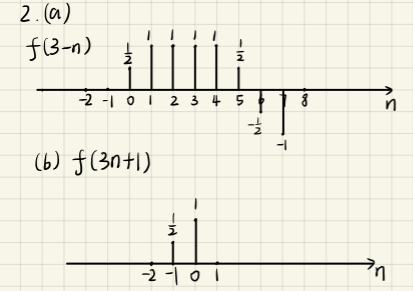 2. (a)
f(3-n)
1/2 1 1 1 1 1/2
-2 -1 0 1 2 3 4 5 6 7 8 n
-1/2
-1
(b) f(3n+1)
1
1/2
-2 -1 0 1 n